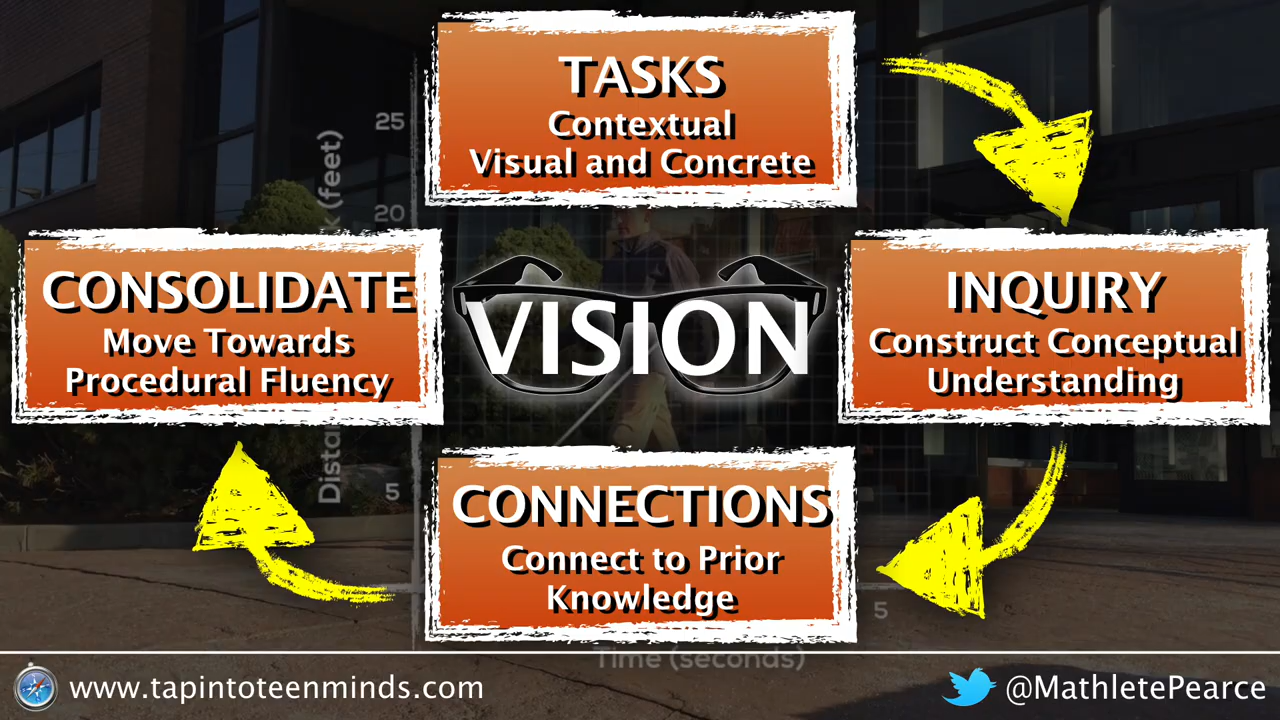 TASKS
Contextual
Visual and Concrete
25
20
(feet)
CONSOLIDATE
Move Towards
Procedural Fluency
VISION
INQUIRY
Construct Conceptual
Understanding
5
CONNECTIONS
Connect to Prior
Knowledge
5
Time (seconds)
www.tapintoteenminds.com
@MathletePearce